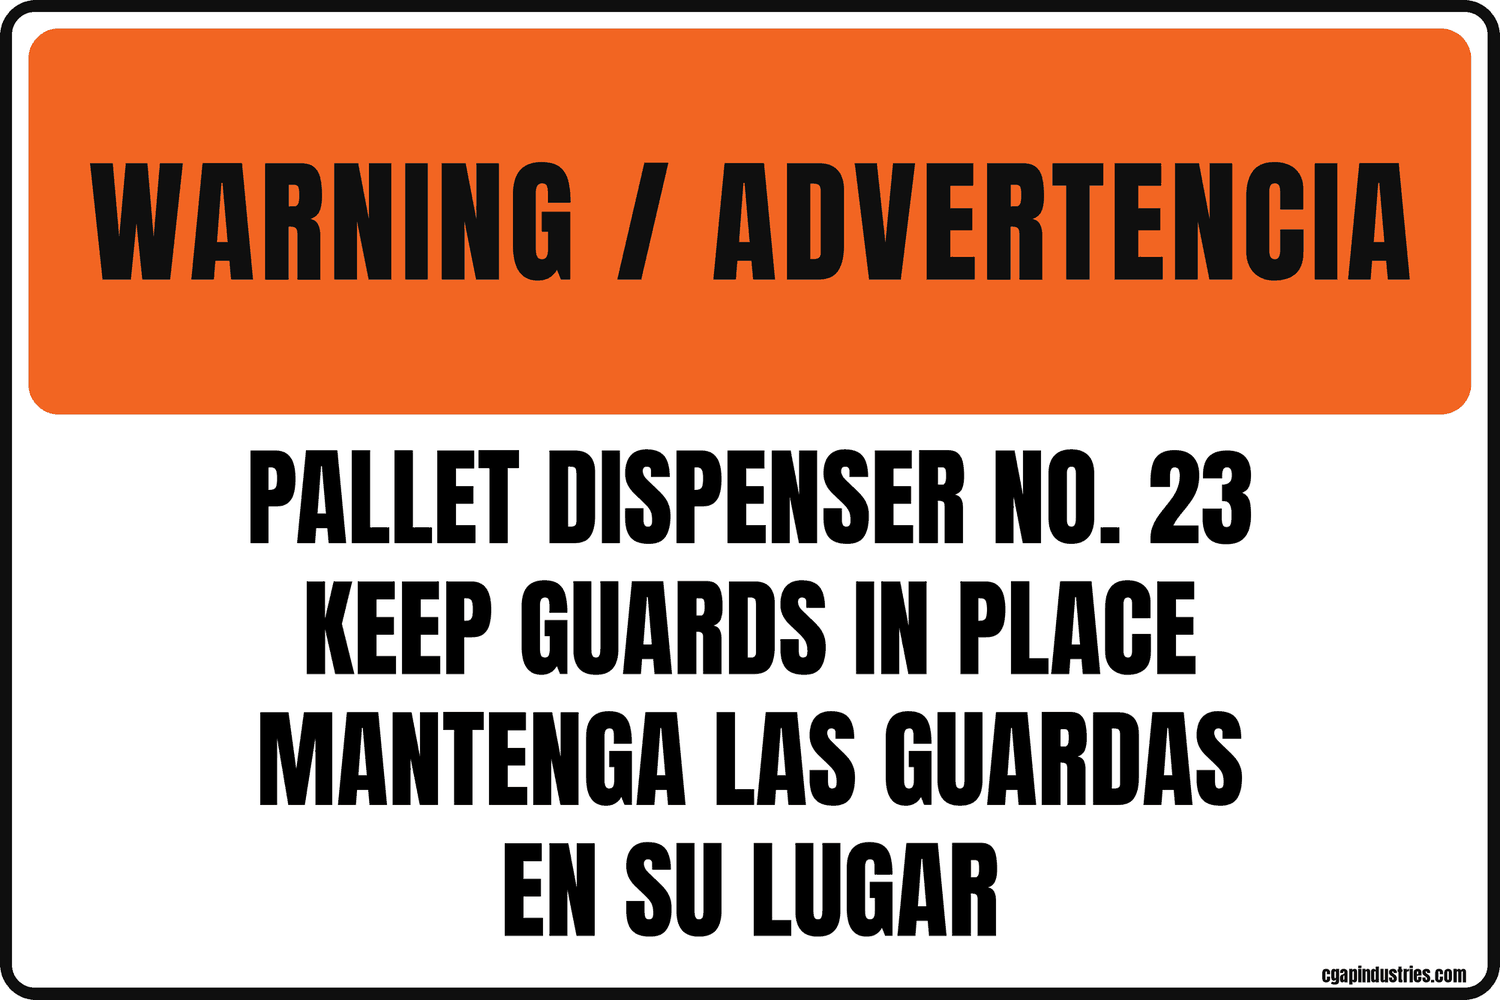 WARNING / ADVERTENCIA
PALLET DISPENSER NO. 23
KEEP GUARDS IN PLACE
MANTENGA LAS GUARDAS
EN SU LUGAR
cgapindustries.com